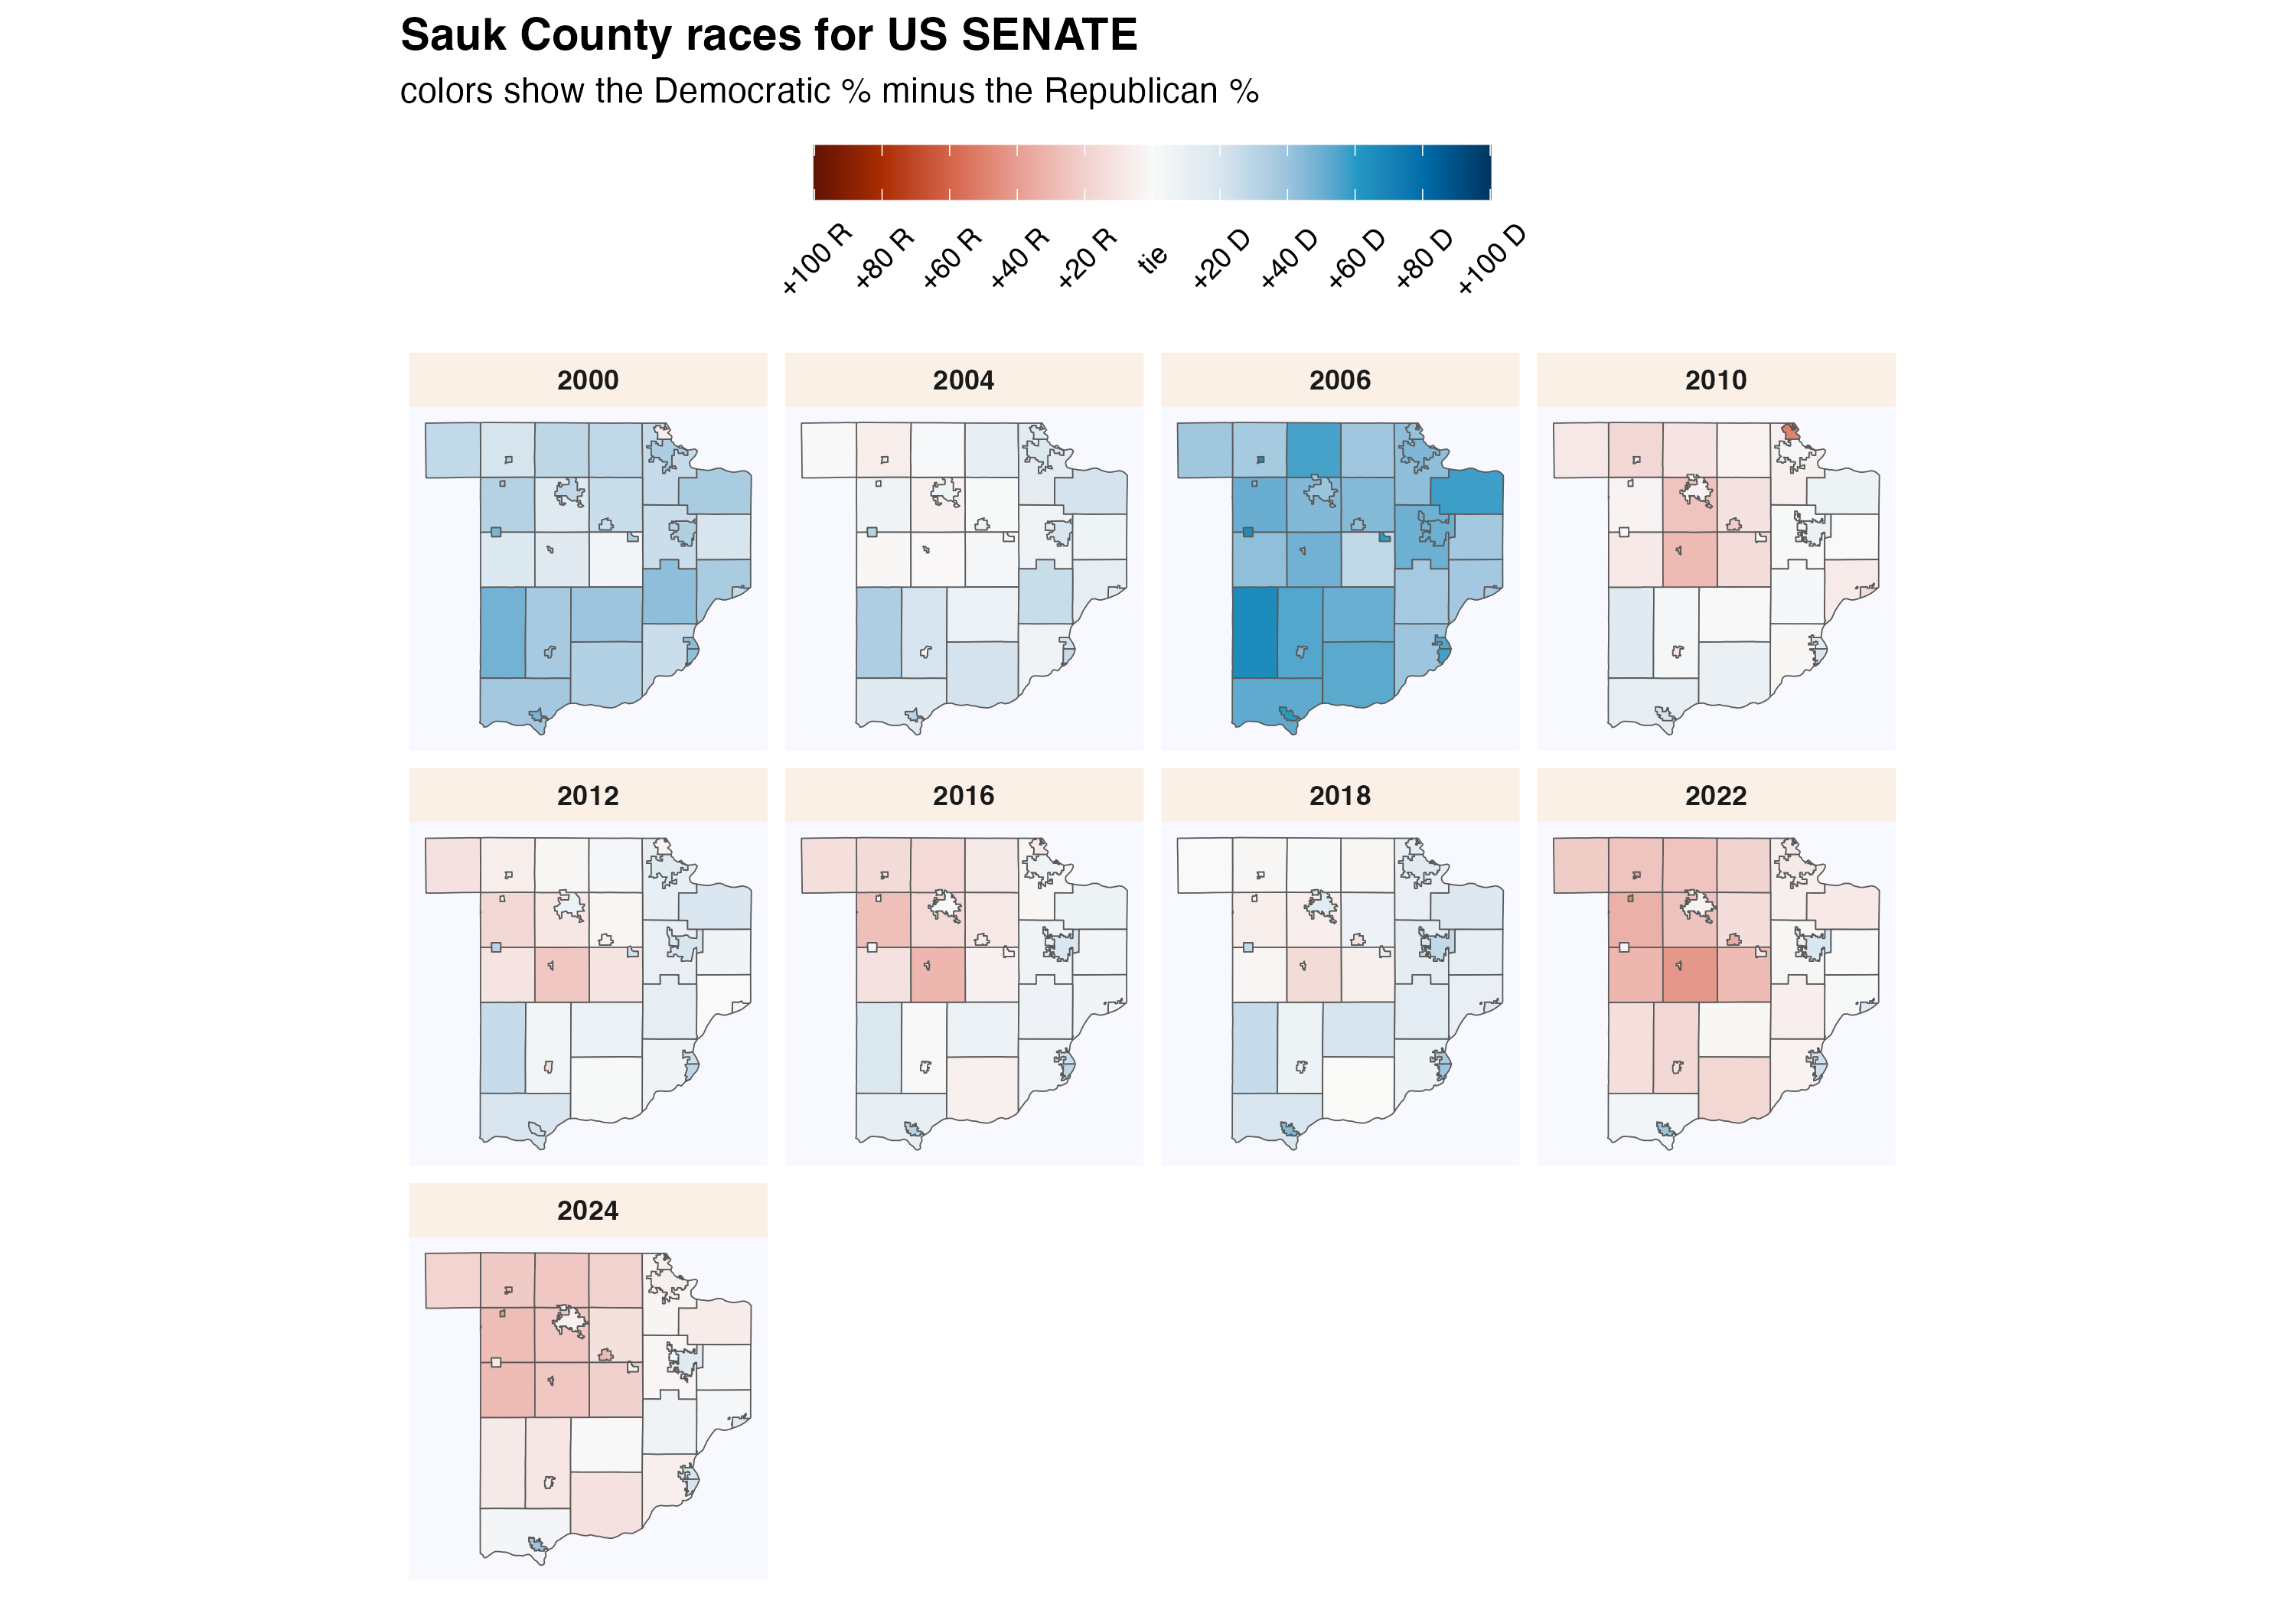 Sauk County races for US SENATE
colors show the Democratic % minus the Republican %
+100 R
+80 R
+60 R
+40 R
+20 R
tie
+20 D
+40 D
+60 D
+80 D
+100 D
2000
2004
2006
2010
2012
2016
2018
2022
2024